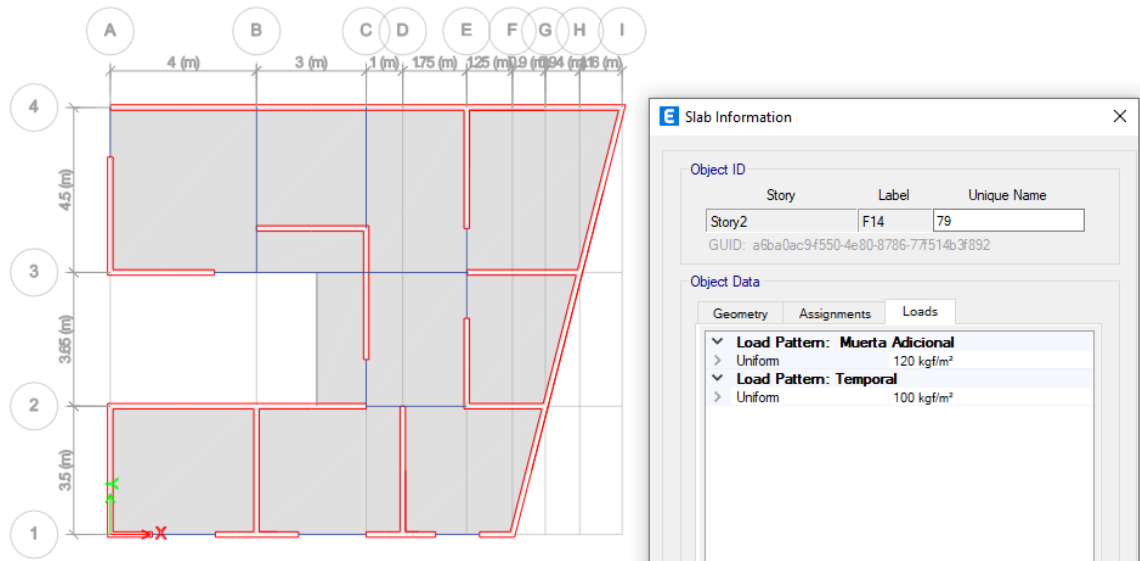 A B C D E F G H I
4 (m) 3 (m) 1 (m) 1.75 (m) 1.25 (m)
4
4.5 (m)
3
3.65 (m)
2
3.5 (m)
1
Y
X
E Slab Information
Object ID
Story Label Unique Name
Story2 F14 79
GUID: a6ba0ac9-f550-4e80-8786-77f514b3f892
Object Data
Geometry Assignments Loads
Load Pattern: Muerta Adicional
Uniform 120 kgf/m²
Load Pattern: Temporal
Uniform 100 kgf/m²